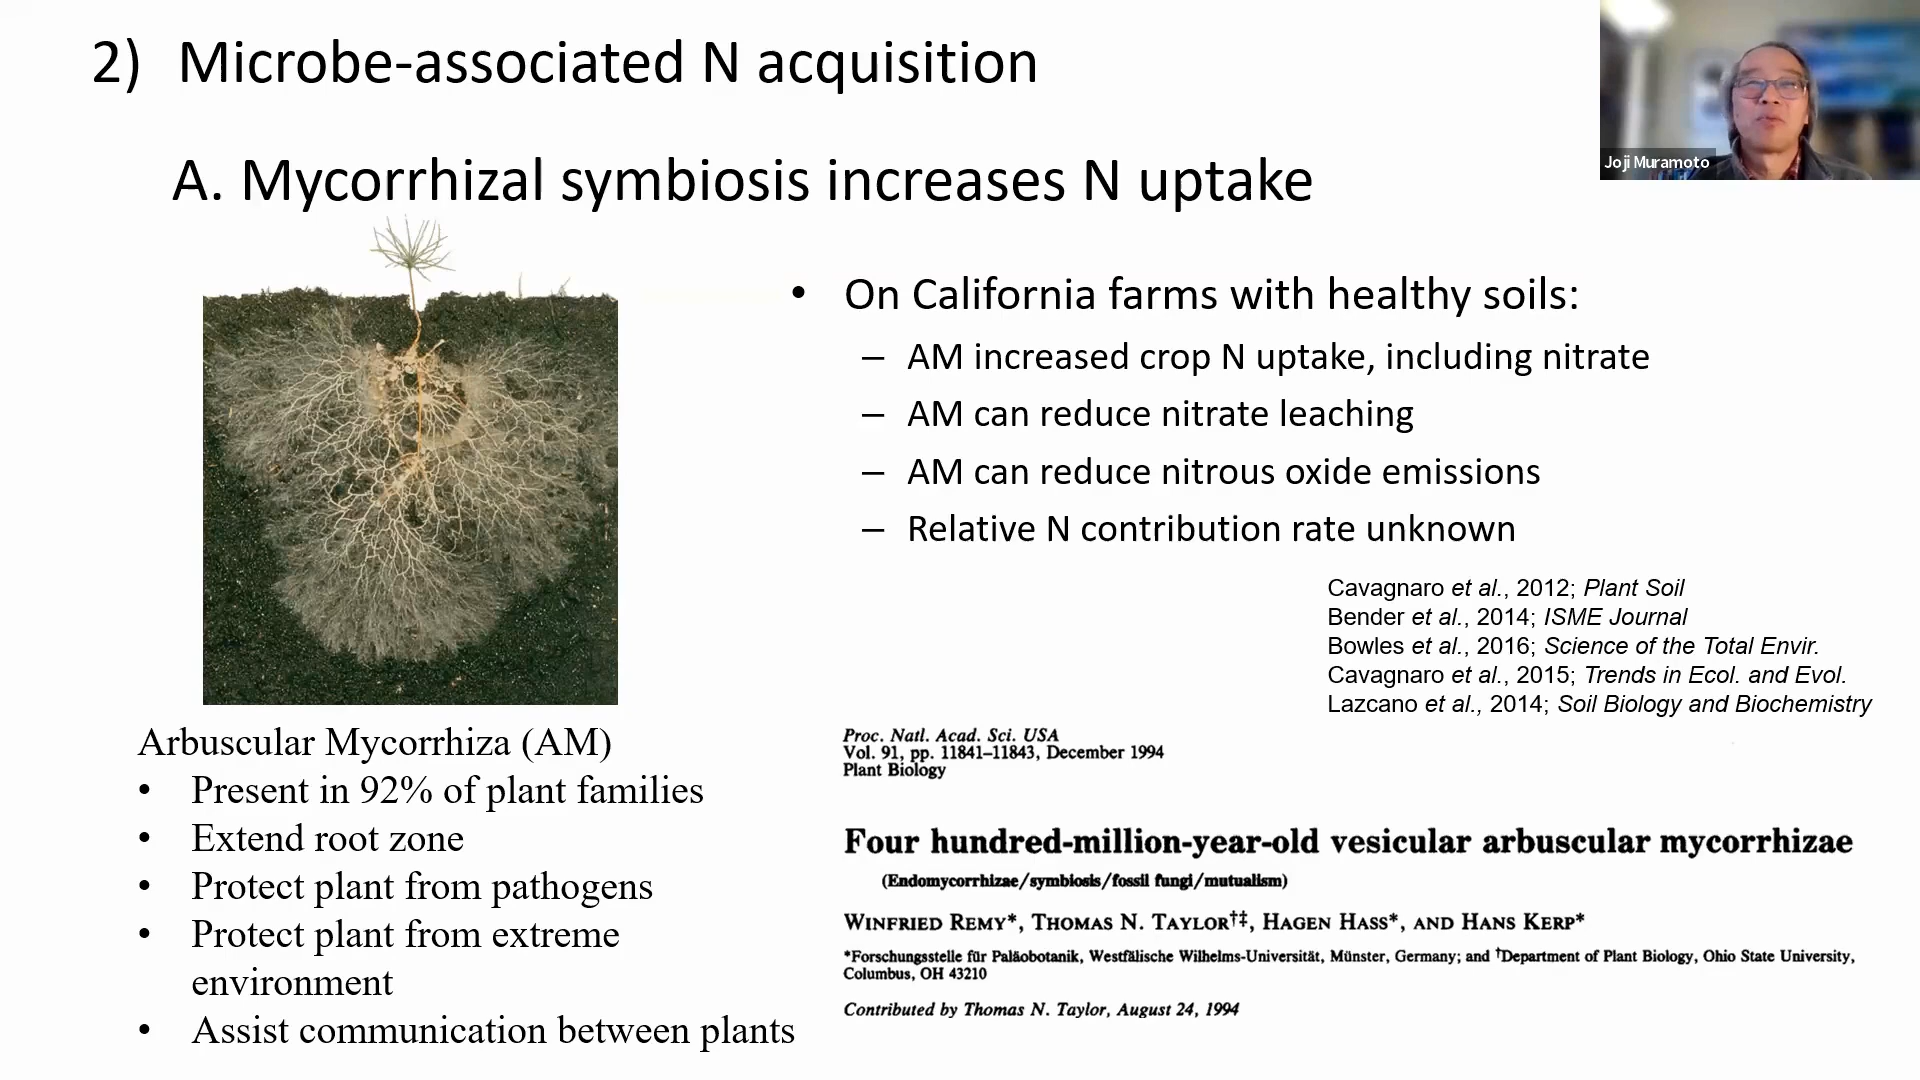 2) Microbe-associated N acquisition
Joji Muramoto
A. Mycorrhizal symbiosis increases N uptake
• On California farms with healthy soils:
– AM increased crop N uptake, including nitrate
– AM can reduce nitrate leaching
– AM can reduce nitrous oxide emissions
– Relative N contribution rate unknown
Cavagnaro et al., 2012; Plant Soil
Bender et al., 2014; ISME Journal
Bowles et al., 2016; Science of the Total Envir.
Cavagnaro et al., 2015; Trends in Ecol. and Evol.
Lazcano et al., 2014; Soil Biology and Biochemistry
Arbuscular Mycorrhiza (AM)
• Present in 92% of plant families
• Extend root zone
• Protect plant from pathogens
• Protect plant from extreme
environment
• Assist communication between plants
Proc. Natl. Acad. Sci. USA
Vol. 91, pp. 11841–11843, December 1994
Plant Biology
Four hundred-million-year-old vesicular arbuscular mycorrhizae
(Endomycorrhizae/symbiosis/fossil fungi/mutualism)
WINFRIED REMY*, THOMAS N. TAYLOR†‡, HAGEN HASS*, AND HANS KERP*
*Forschungsstelle für Paläobotanik, Westfälische Wilhelms-Universität, Münster, Germany; and †Department of Plant Biology, Ohio State University,
Columbus, OH 43210
Contributed by Thomas N. Taylor, August 24, 1994